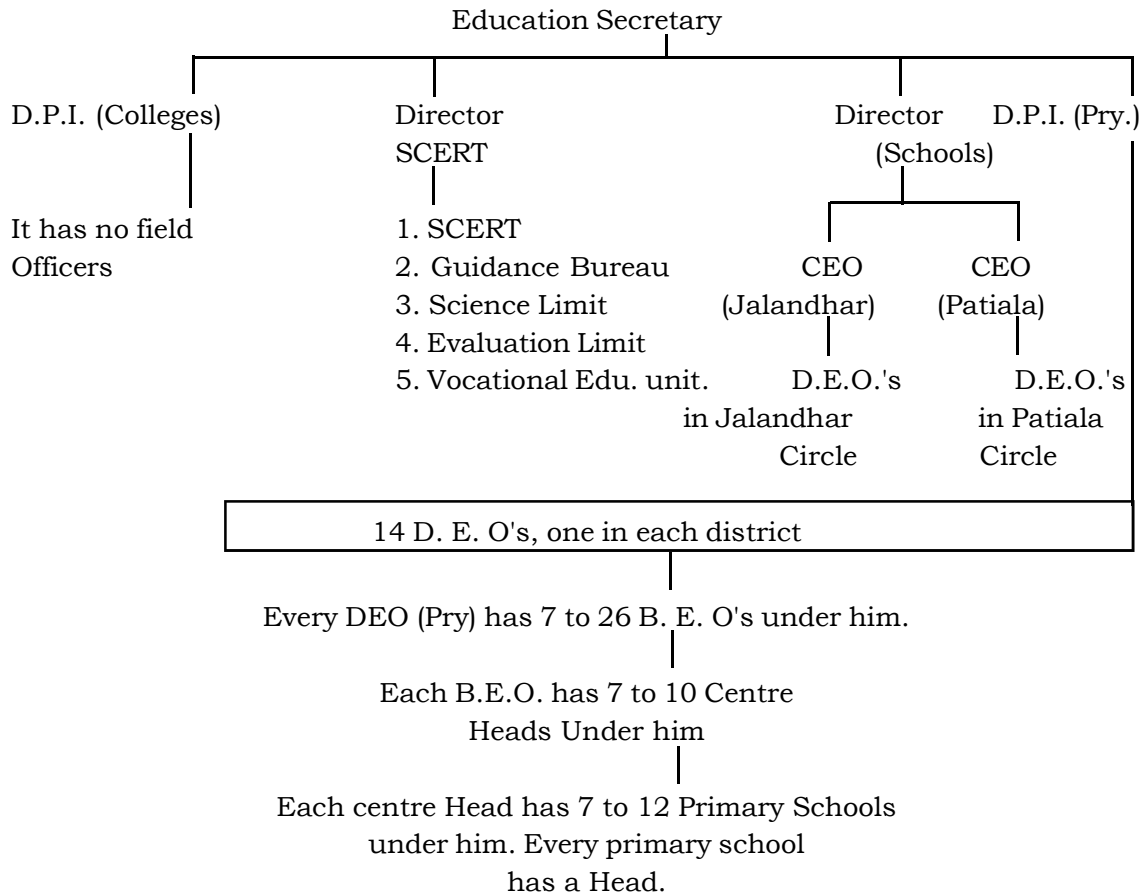 Education Secretary
D.P.I. (Colleges)
Director
SCERT
Director
(Schools)
D.P.I. (Pry.)
It has no field
Officers
1. SCERT
2. Guidance Bureau
3. Science Limit
4. Evaluation Limit
5. Vocational Edu. unit.
CEO
(Jalandhar)
CEO
(Patiala)
D.E.O.'s
in Jalandhar
Circle
D.E.O.'s
in Patiala
Circle
14 D. E. O's, one in each district
Every DEO (Pry) has 7 to 26 B. E. O's under him.
Each B.E.O. has 7 to 10 Centre
Heads Under him
Each centre Head has 7 to 12 Primary Schools
under him. Every primary school
has a Head.